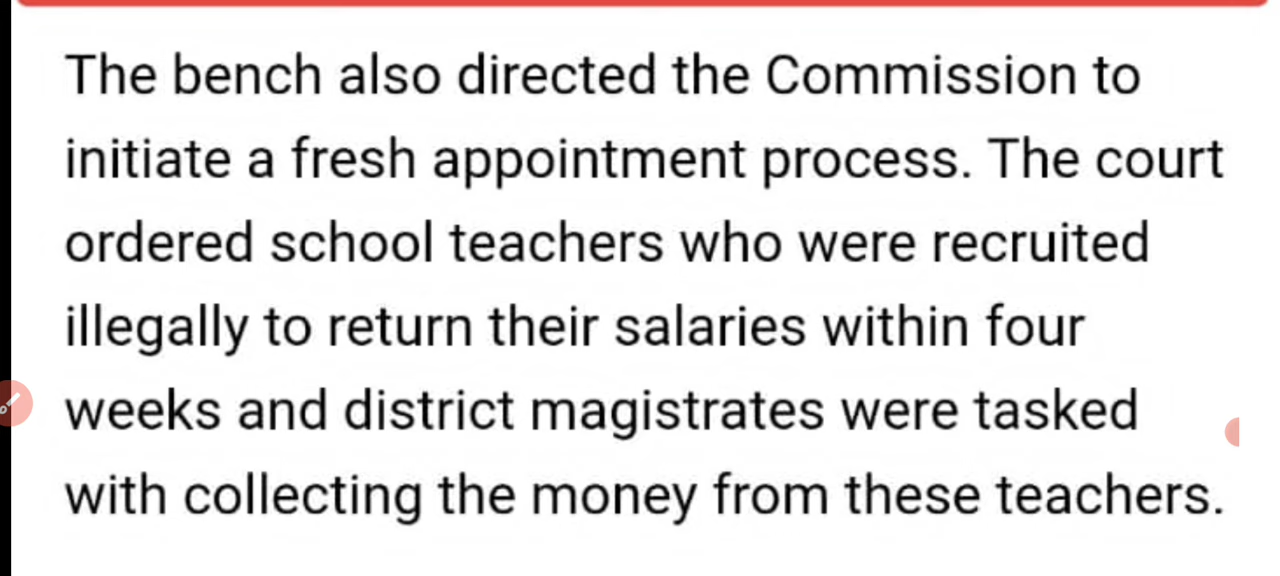 The bench also directed the Commission to
initiate a fresh appointment process. The court
ordered school teachers who were recruited
illegally to return their salaries within four
weeks and district magistrates were tasked
with collecting the money from these teachers.